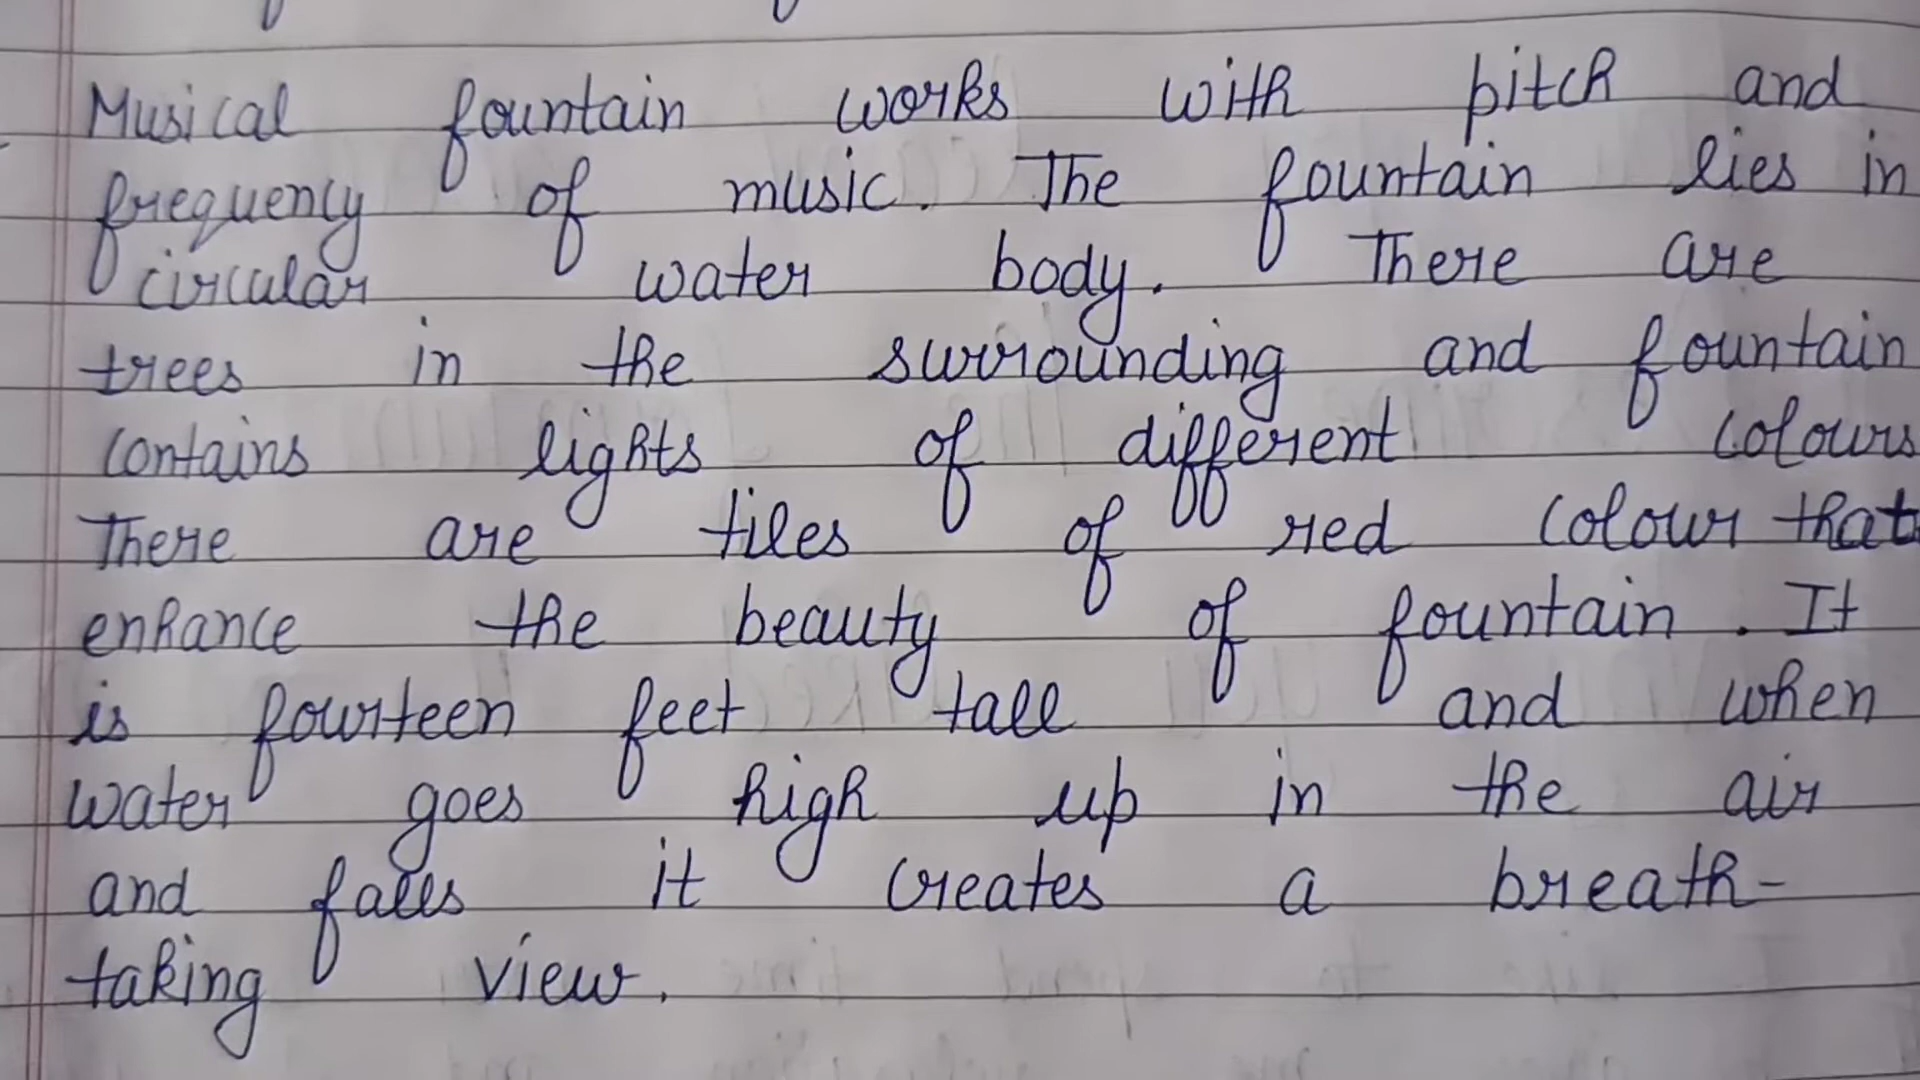 Musical fountain works with pitch and
frequency of music. The fountain lies in
circular water body. There are
trees in the surrounding and fountain
contains lights of different colours
There are tiles of red colour that
enhance the beauty of fountain. It
is fourteen feet tall and when
water goes high up in the air
and falls it creates a breath-
taking view.